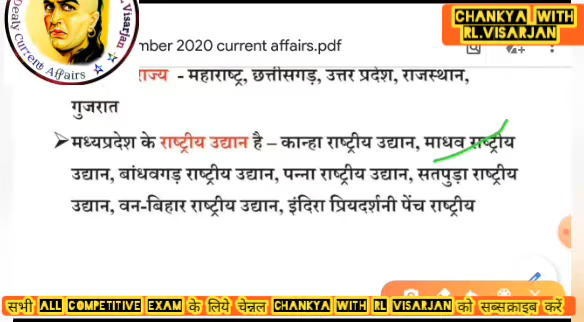 CHANKYA WITH
RL.VISARJAN
Visarjan
Dealy Current Affairs
mber 2020 current affairs.pdf
राज्य - महाराष्ट्र, छत्तीसगड़, उत्तर प्रदेश, राजस्थान,
गुजरात
➤मध्यप्रदेश के राष्ट्रीय उद्यान है – कान्हा राष्ट्रीय उद्यान, माधव राष्ट्रीय
उद्यान, बांधवगड़ राष्ट्रीय उद्यान, पन्ना राष्ट्रीय उद्यान, सतपुड़ा राष्ट्रीय
उद्यान, वन-बिहार राष्ट्रीय उद्यान, इंदिरा प्रियदर्शनी पेंच राष्ट्रीय
सभी ALL COMPETITIVE EXAM के लिये चेन्नल CHANKYA WITH RL VISARJAN को सब्सक्राइब करें